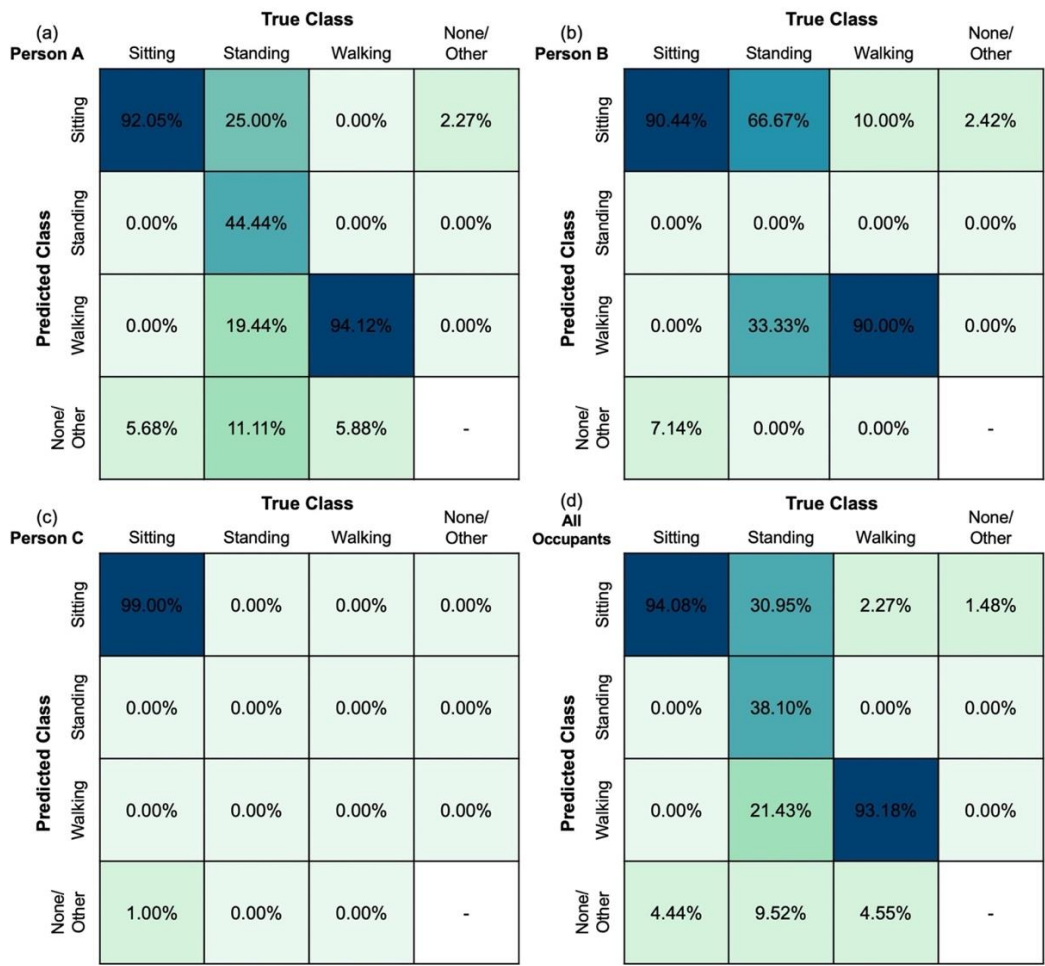 (a)
Person A
True Class
Sitting Standing Walking None/
Other
Predicted Class
Sitting 92.05% 25.00% 0.00% 2.27%
Standing 0.00% 44.44% 0.00% 0.00%
Walking 0.00% 19.44% 94.12% 0.00%
None/
Other 5.68% 11.11% 5.88% -
(b)
Person B
True Class
Sitting Standing Walking None/
Other
Predicted Class
Sitting 90.44% 66.67% 10.00% 2.42%
Standing 0.00% 0.00% 0.00% 0.00%
Walking 0.00% 33.33% 90.00% 0.00%
None/
Other 7.14% 0.00% 0.00% -
(c)
Person C
True Class
Sitting Standing Walking None/
Other
Predicted Class
Sitting 99.00% 0.00% 0.00% 0.00%
Standing 0.00% 0.00% 0.00% 0.00%
Walking 0.00% 0.00% 0.00% 0.00%
None/
Other 1.00% 0.00% 0.00% -
(d)
All
Occupants
True Class
Sitting Standing Walking None/
Other
Predicted Class
Sitting 94.08% 30.95% 2.27% 1.48%
Standing 0.00% 38.10% 0.00% 0.00%
Walking 0.00% 21.43% 93.18% 0.00%
None/
Other 4.44% 9.52% 4.55% -